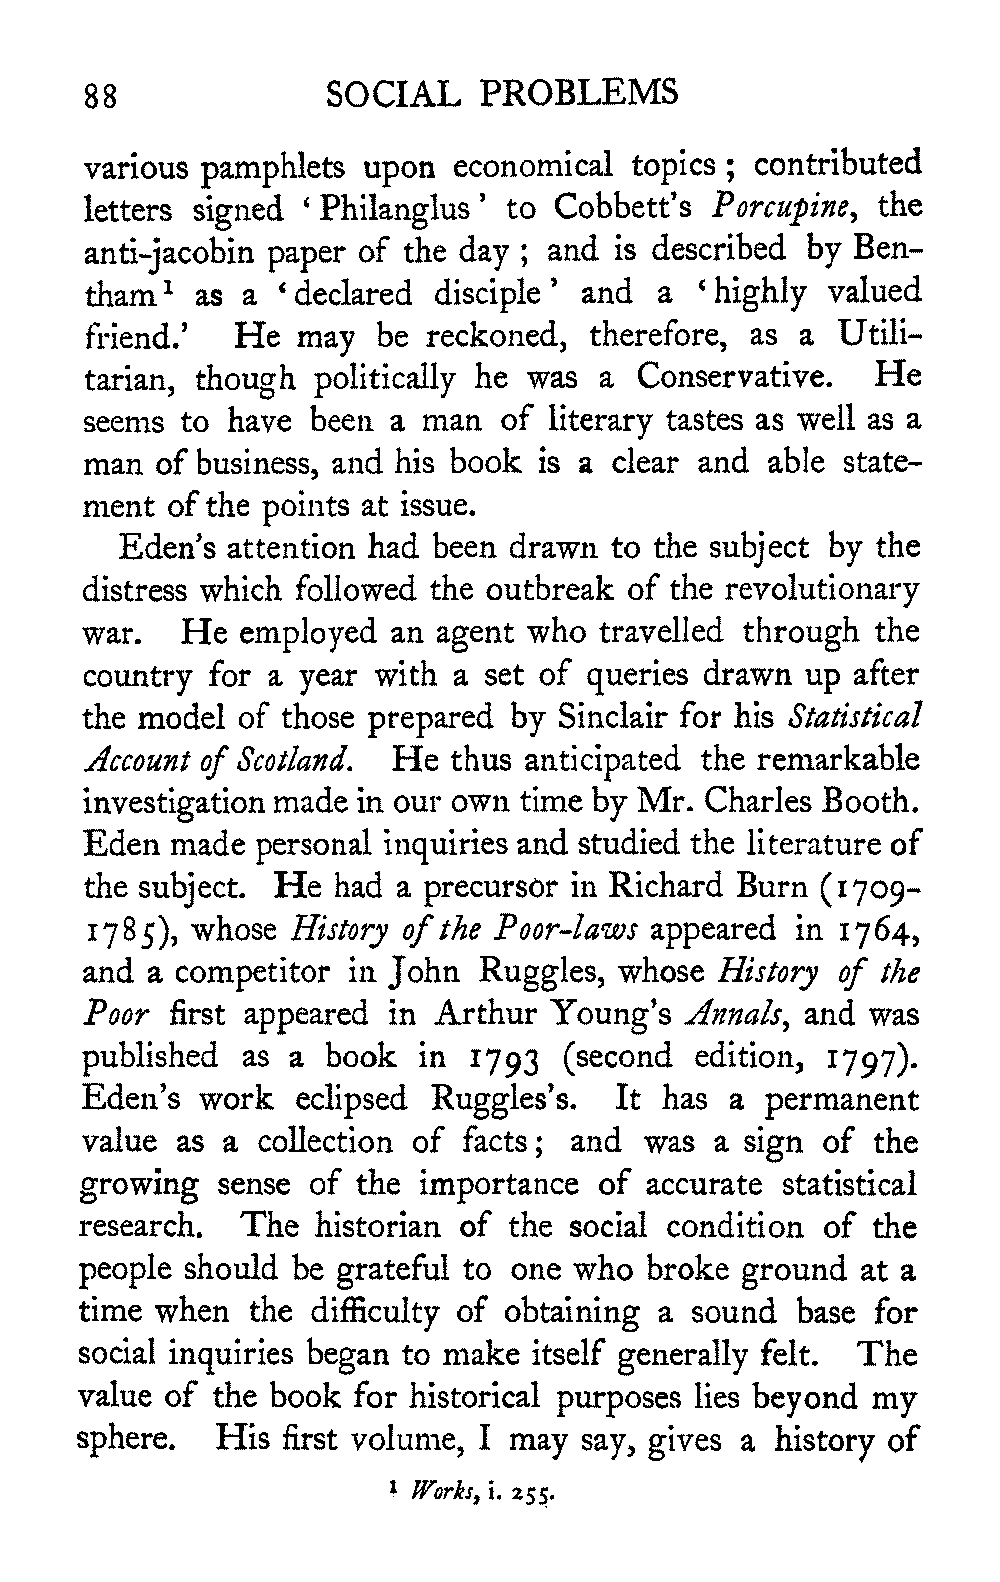 88 SOCIAL PROBLEMS
various pamphlets upon economical topics ; contributed
letters signed ‘ Philanglus ’ to Cobbett’s Porcupine, the
anti-jacobin paper of the day ; and is described by Ben-
tham¹ as a ‘ declared disciple ’ and a ‘ highly valued
friend.’ He may be reckoned, therefore, as a Utili-
tarian, though politically he was a Conservative. He
seems to have been a man of literary tastes as well as a
man of business, and his book is a clear and able state-
ment of the points at issue.
Eden’s attention had been drawn to the subject by the
distress which followed the outbreak of the revolutionary
war. He employed an agent who travelled through the
country for a year with a set of queries drawn up after
the model of those prepared by Sinclair for his Statistical
Account of Scotland. He thus anticipated the remarkable
investigation made in our own time by Mr. Charles Booth.
Eden made personal inquiries and studied the literature of
the subject. He had a precursor in Richard Burn (1709-
1785), whose History of the Poor-laws appeared in 1764,
and a competitor in John Ruggles, whose History of the
Poor first appeared in Arthur Young’s Annals, and was
published as a book in 1793 (second edition, 1797).
Eden’s work eclipsed Ruggles’s. It has a permanent
value as a collection of facts ; and was a sign of the
growing sense of the importance of accurate statistical
research. The historian of the social condition of the
people should be grateful to one who broke ground at a
time when the difficulty of obtaining a sound base for
social inquiries began to make itself generally felt. The
value of the book for historical purposes lies beyond my
sphere. His first volume, I may say, gives a history of
¹ Works, i. 255.